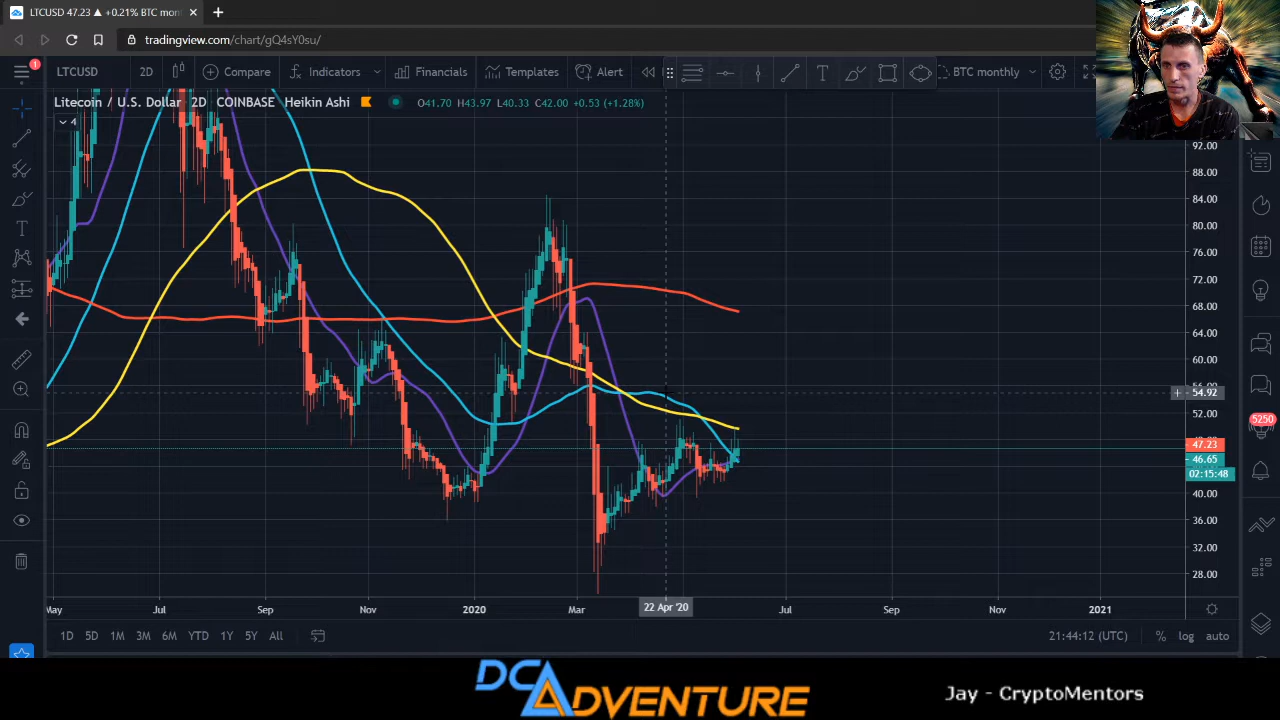 LTCUSD 47.23 ▲ +0.21% BTC mon
tradingview.com/chart/gQ4sY0su/
1
LTCUSD 2D Compare Indicators Financials Templates Alert BTC monthly
Litecoin / U.S. Dollar 2D COINBASE Heikin Ashi O41.70 H43.97 L40.33 C42.00 +0.53 (+1.28%)
4
92.00
88.00
84.00
80.00
76.00
72.00
68.00
64.00
60.00
56.00
54.92
52.00
5250
47.23
46.65
02:15:48
40.00
36.00
32.00
28.00
May Jul Sep Nov 2020 Mar 22 Apr '20 Jul Sep Nov 2021
1D 5D 1M 3M 6M YTD 1Y 5Y All 21:44:12 (UTC) % log auto
DCAdventure
Jay - CryptoMentors